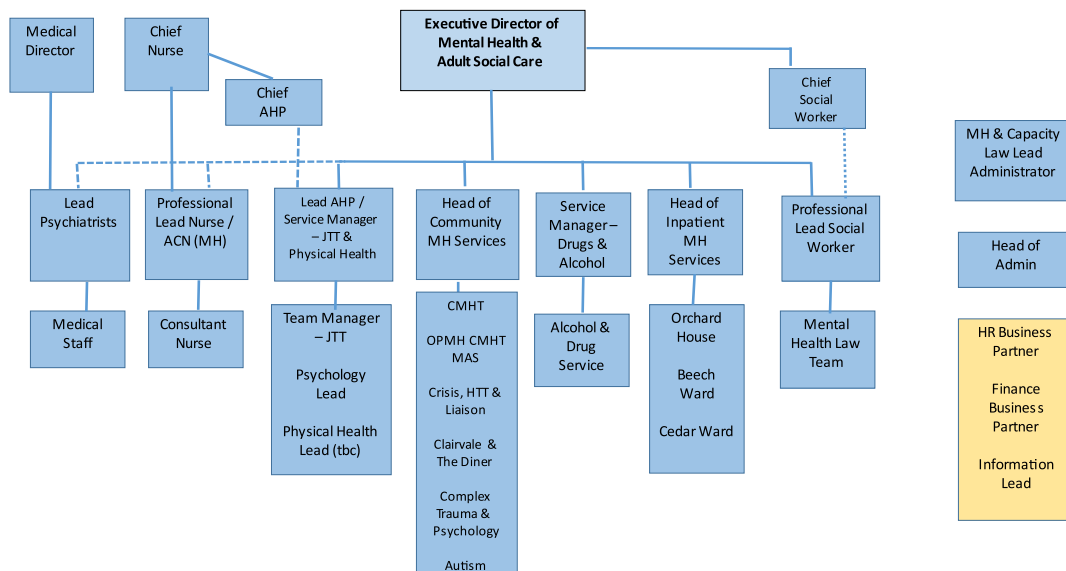 Medical
Director
Chief
Nurse
Executive Director of
Mental Health &
Adult Social Care
Chief
AHP
Chief
Social
Worker
MH & Capacity
Law Lead
Administrator
Lead
Psychiatrists
Professional
Lead Nurse /
ACN (MH)
Lead AHP /
Service Manager
– JTT &
Physical Health
Head of
Community
MH Services
Service
Manager –
Drugs &
Alcohol
Head of
Inpatient
MH
Services
Professional
Lead Social
Worker
Head of
Admin
Medical
Staff
Consultant
Nurse
Team Manager
– JTT
Psychology
Lead
Physical Health
Lead (tbc)
CMHT
OPMH CMHT
MAS
Crisis, HTT &
Liaison
Clairvale &
The Diner
Complex
Trauma &
Psychology
Autism
Alcohol &
Drug
Service
Orchard
House
Beech
Ward
Cedar Ward
Mental
Health Law
Team
HR Business
Partner
Finance
Business
Partner
Information
Lead